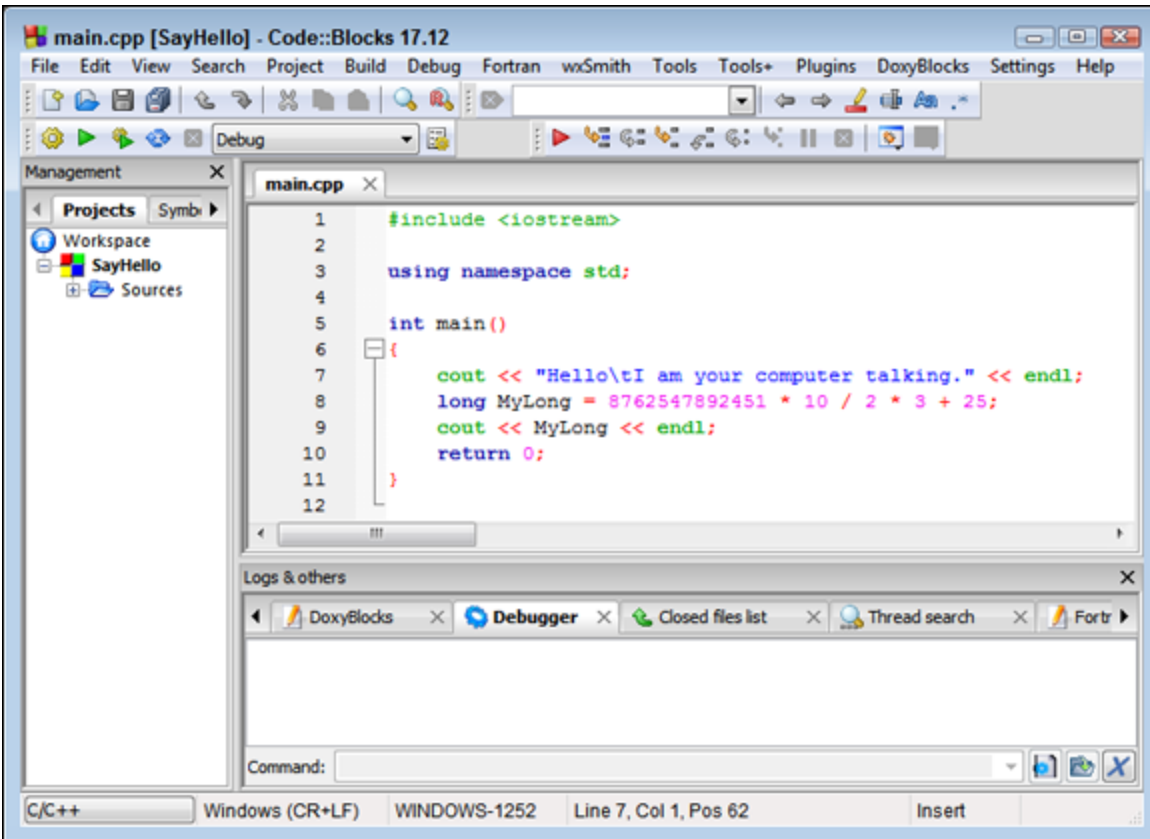 main.cpp [SayHello] - Code::Blocks 17.12
File Edit View Search Project Build Debug Fortran wxSmith Tools Tools+ Plugins DoxyBlocks Settings Help
Debug
Management
Projects Symb
Workspace
SayHello
Sources
main.cpp
1 #include <iostream>
2
3 using namespace std;
4
5 int main()
6 {
7 cout << "Hello\tI am your computer talking." << endl;
8 long MyLong = 8762547892451 * 10 / 2 * 3 + 25;
9 cout << MyLong << endl;
10 return 0;
11 }
12
Logs & others
DoxyBlocks Debugger Closed files list Thread search Fortr
Command:
C/C++ Windows (CR+LF) WINDOWS-1252 Line 7, Col 1, Pos 62 Insert